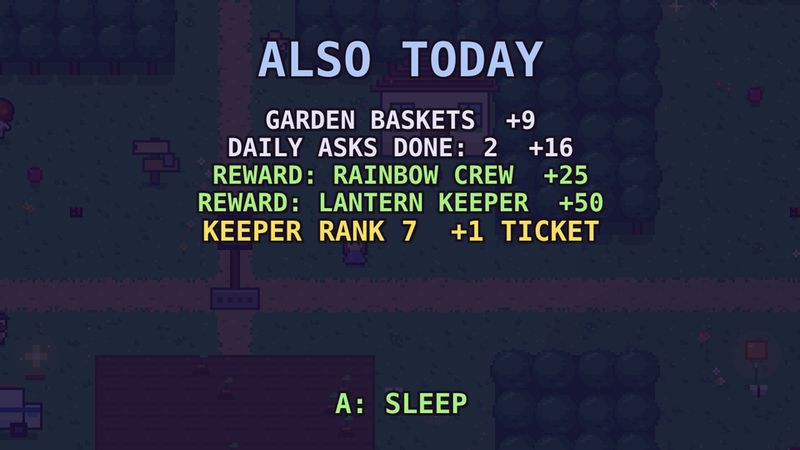 ALSO TODAY
GARDEN BASKETS +9
DAILY ASKS DONE: 2 +16
REWARD: RAINBOW CREW +25
REWARD: LANTERN KEEPER +50
KEEPER RANK 7 +1 TICKET
A: SLEEP